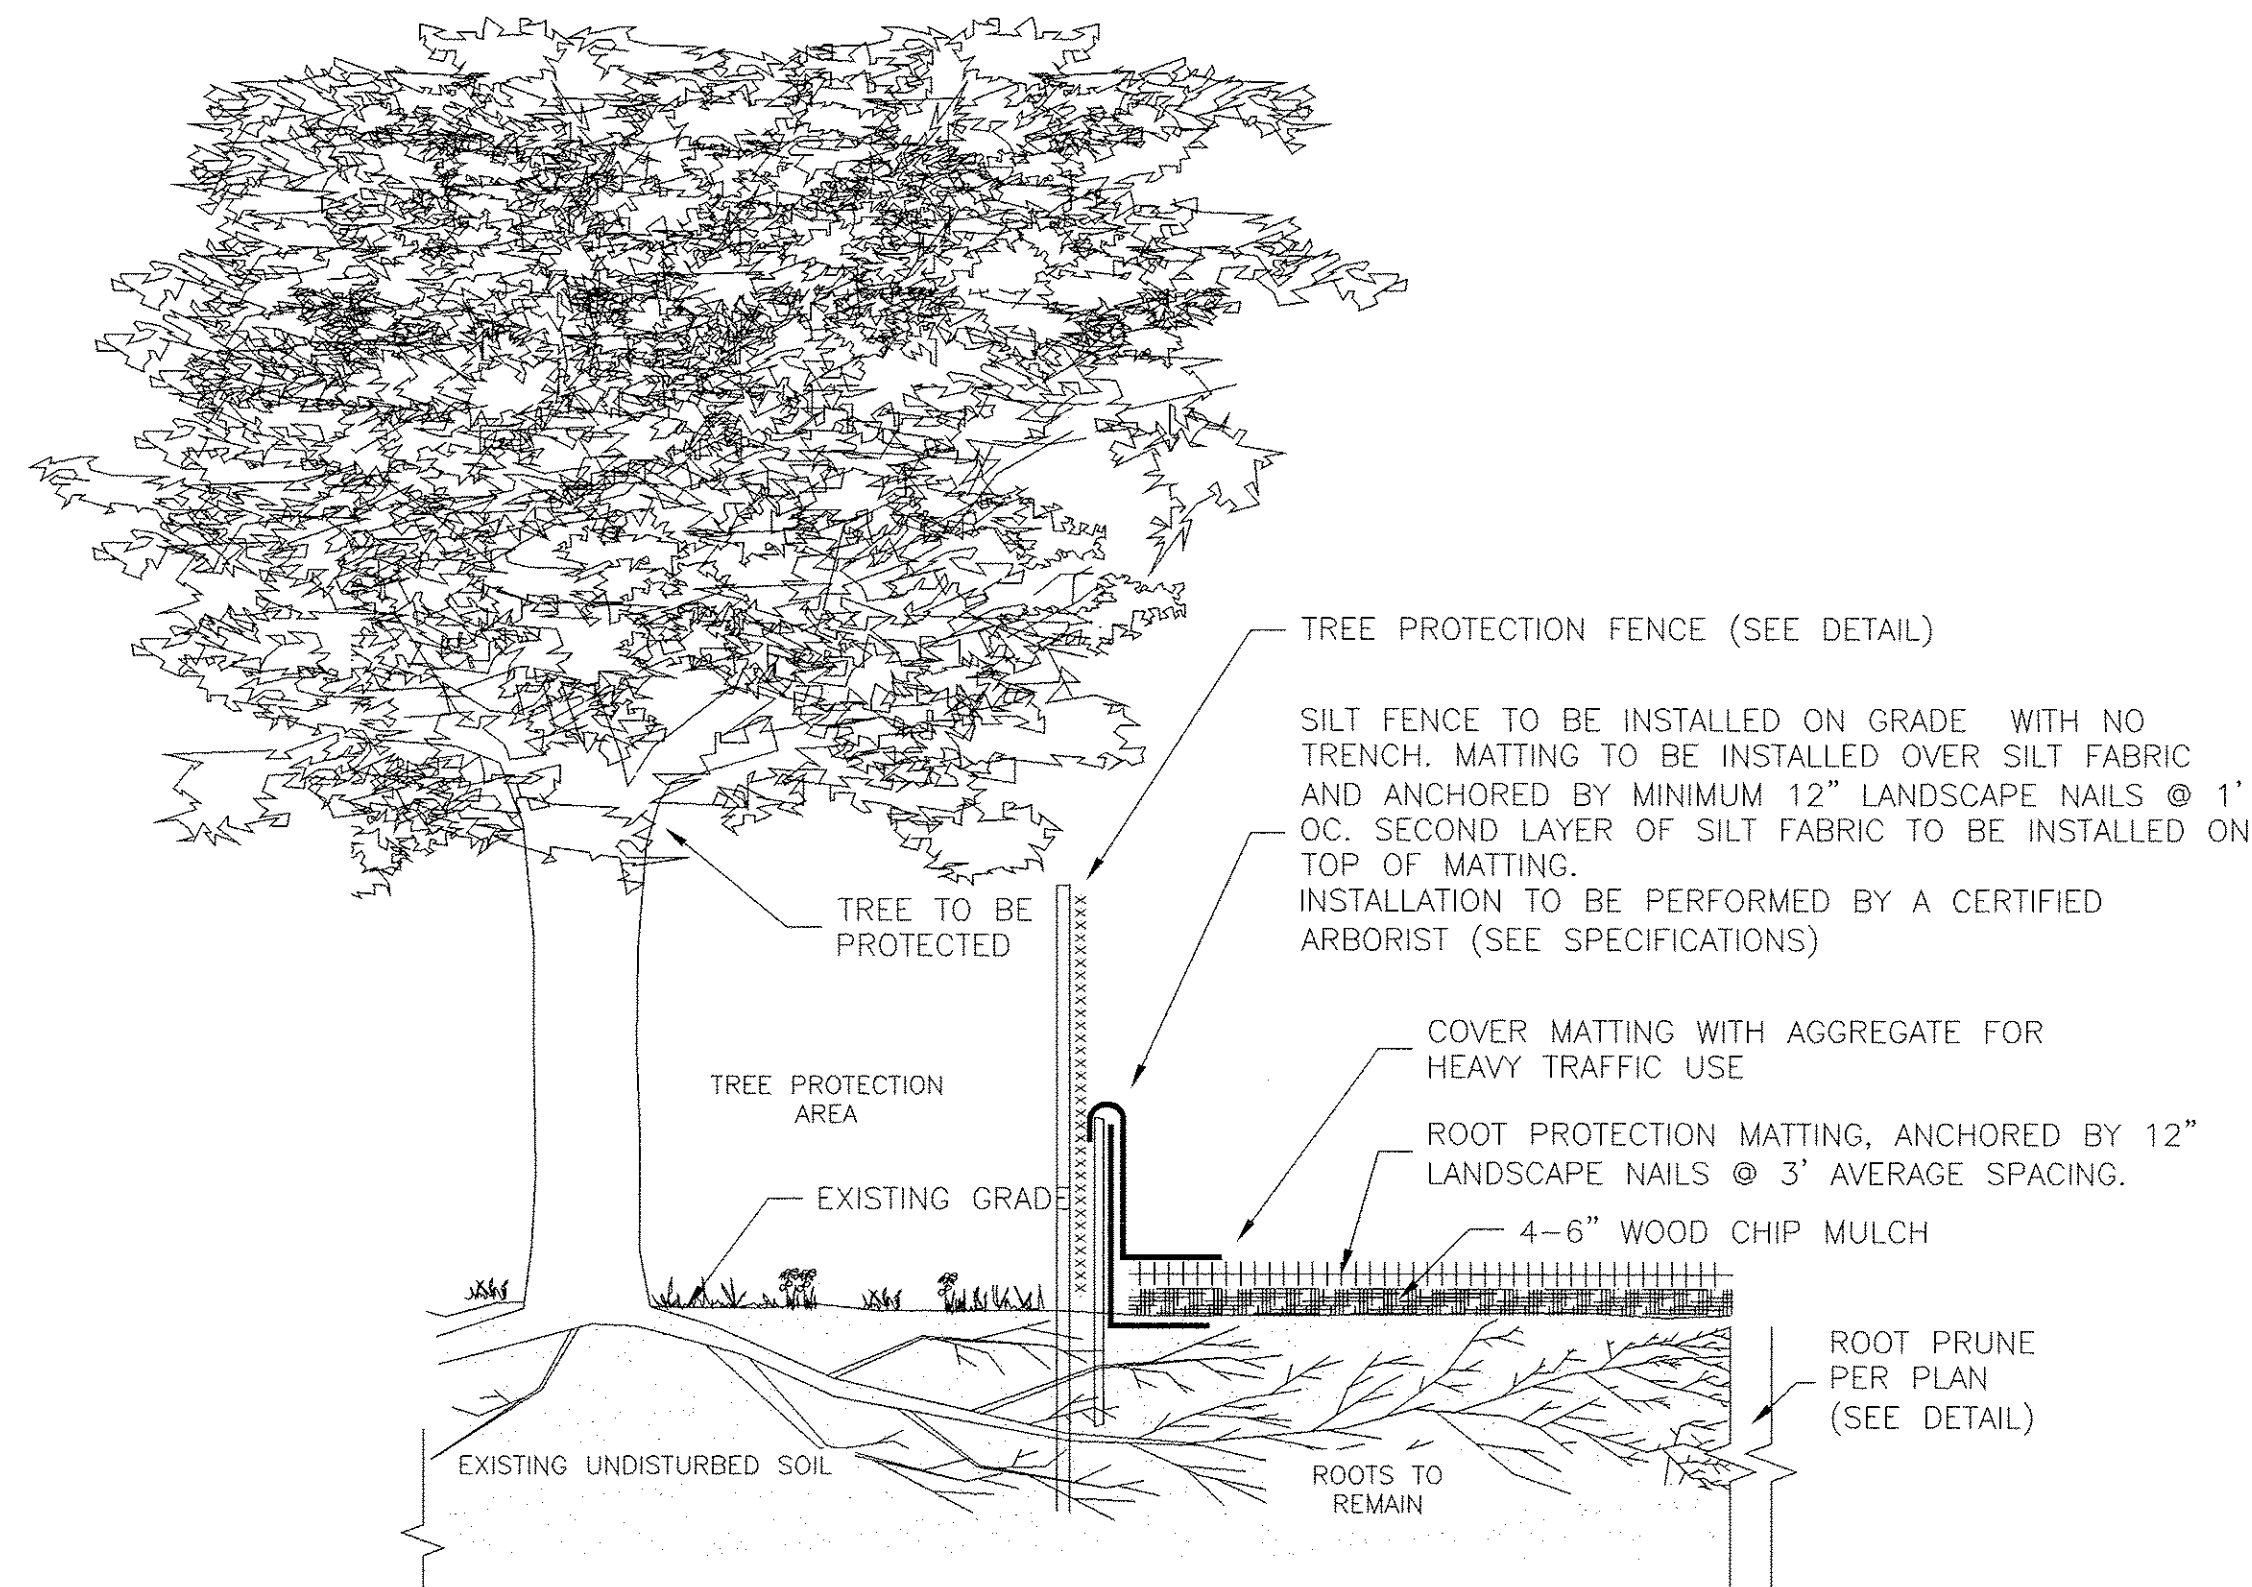 TREE PROTECTION FENCE (SEE DETAIL)
SILT FENCE TO BE INSTALLED ON GRADE WITH NO
TRENCH. MATTING TO BE INSTALLED OVER SILT FABRIC
AND ANCHORED BY MINIMUM 12" LANDSCAPE NAILS @ 1'
OC. SECOND LAYER OF SILT FABRIC TO BE INSTALLED ON
TOP OF MATTING.
INSTALLATION TO BE PERFORMED BY A CERTIFIED
ARBORIST (SEE SPECIFICATIONS)
TREE TO BE
PROTECTED
COVER MATTING WITH AGGREGATE FOR
HEAVY TRAFFIC USE
TREE PROTECTION
AREA
ROOT PROTECTION MATTING, ANCHORED BY 12"
LANDSCAPE NAILS @ 3' AVERAGE SPACING.
EXISTING GRADE
4-6" WOOD CHIP MULCH
ROOT PRUNE
PER PLAN
(SEE DETAIL)
EXISTING UNDISTURBED SOIL
ROOTS TO
REMAIN